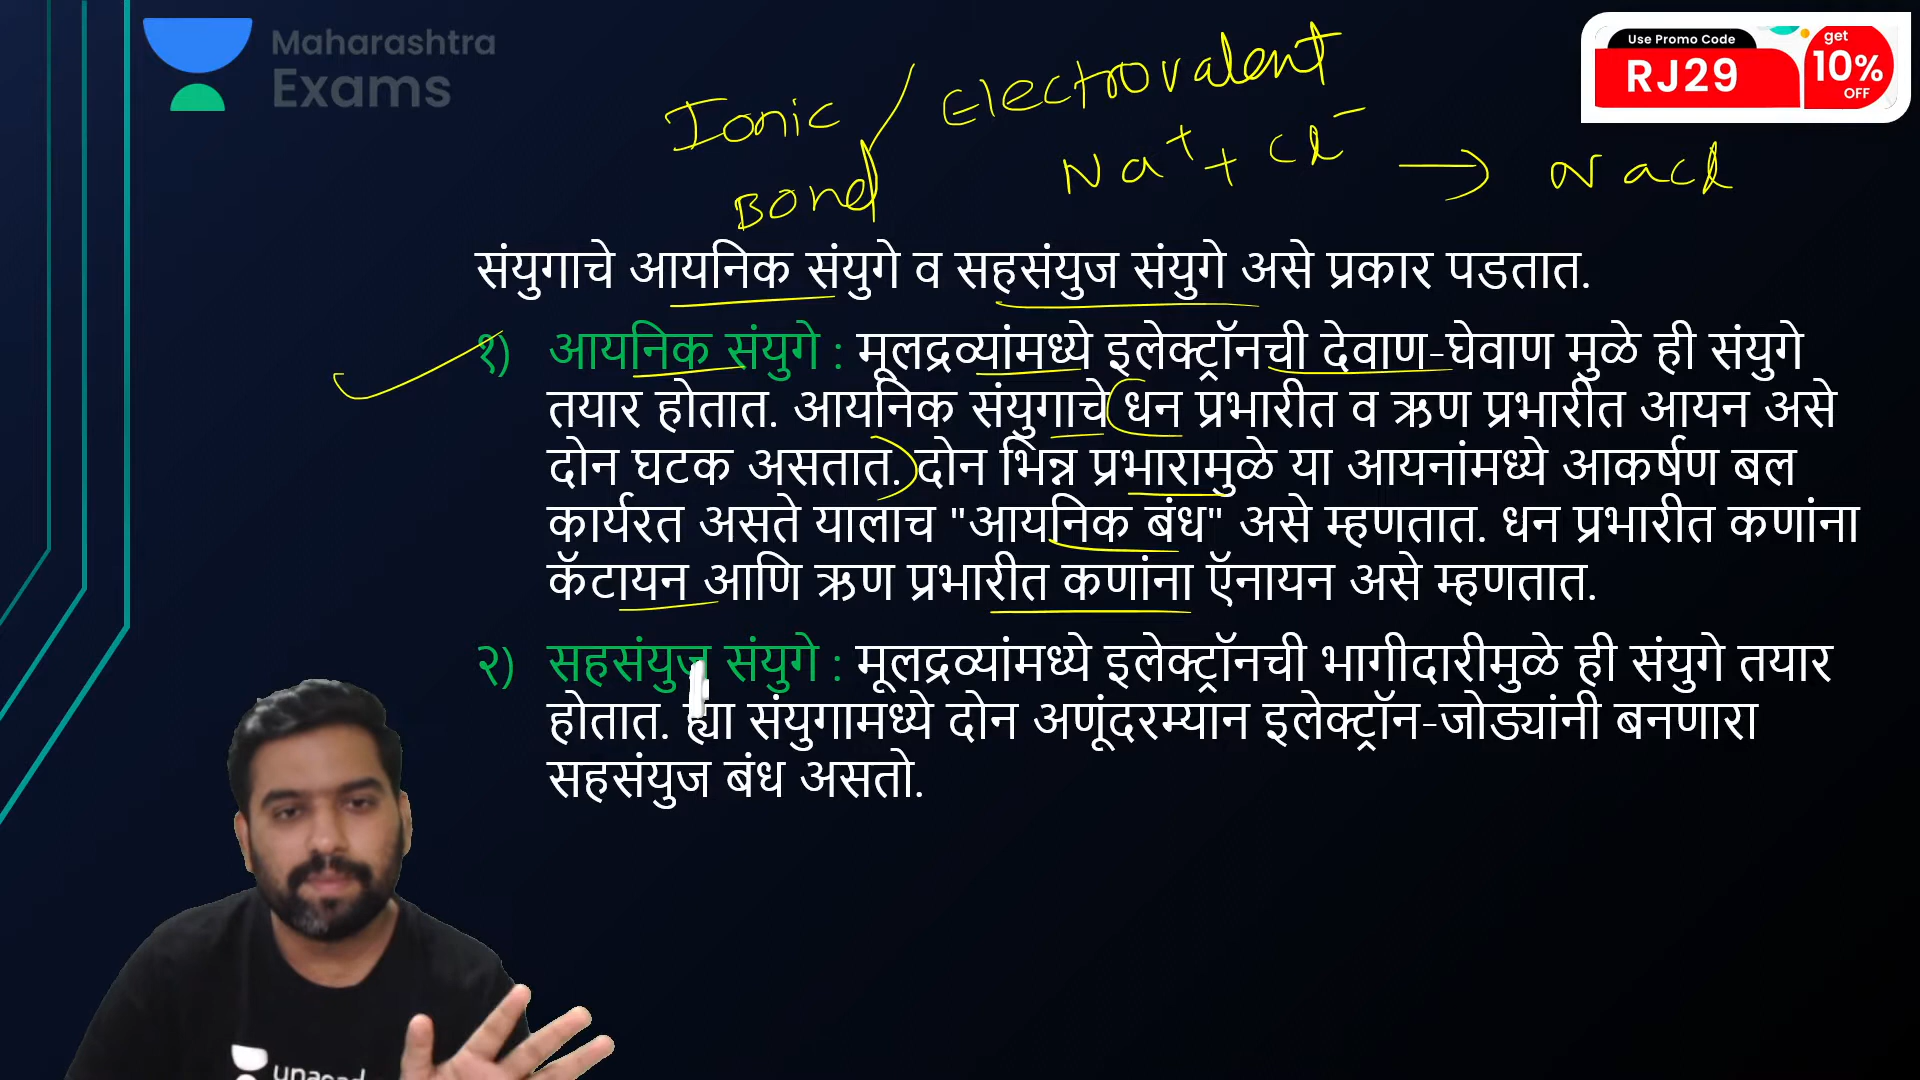 Maharashtra
Exams
Use Promo Code
RJ29
get
10%
OFF
Ionic / Electrovalent
Bond
Na⁺ + Cl⁻ → NaCl
संयुगाचे आयनिक संयुगे व सहसंयुज संयुगे असे प्रकार पडतात.
१) आयनिक संयुगे : मूलद्रव्यांमध्ये इलेक्ट्रॉनची देवाण-घेवाण मुळे ही संयुगे
तयार होतात. आयनिक संयुगाचे धन प्रभारीत व ऋण प्रभारीत आयन असे
दोन घटक असतात. दोन भिन्न प्रभारामुळे या आयनांमध्ये आकर्षण बल
कार्यरत असते यालाच "आयनिक बंध" असे म्हणतात. धन प्रभारीत कणांना
कॅटायन आणि ऋण प्रभारीत कणांना ऍनायन असे म्हणतात.
२) सहसंयुज संयुगे : मूलद्रव्यांमध्ये इलेक्ट्रॉनची भागीदारीमुळे ही संयुगे तयार
होतात. ह्या संयुगामध्ये दोन अणूंदरम्यान इलेक्ट्रॉन-जोड्यांनी बनणारा
सहसंयुज बंध असतो.